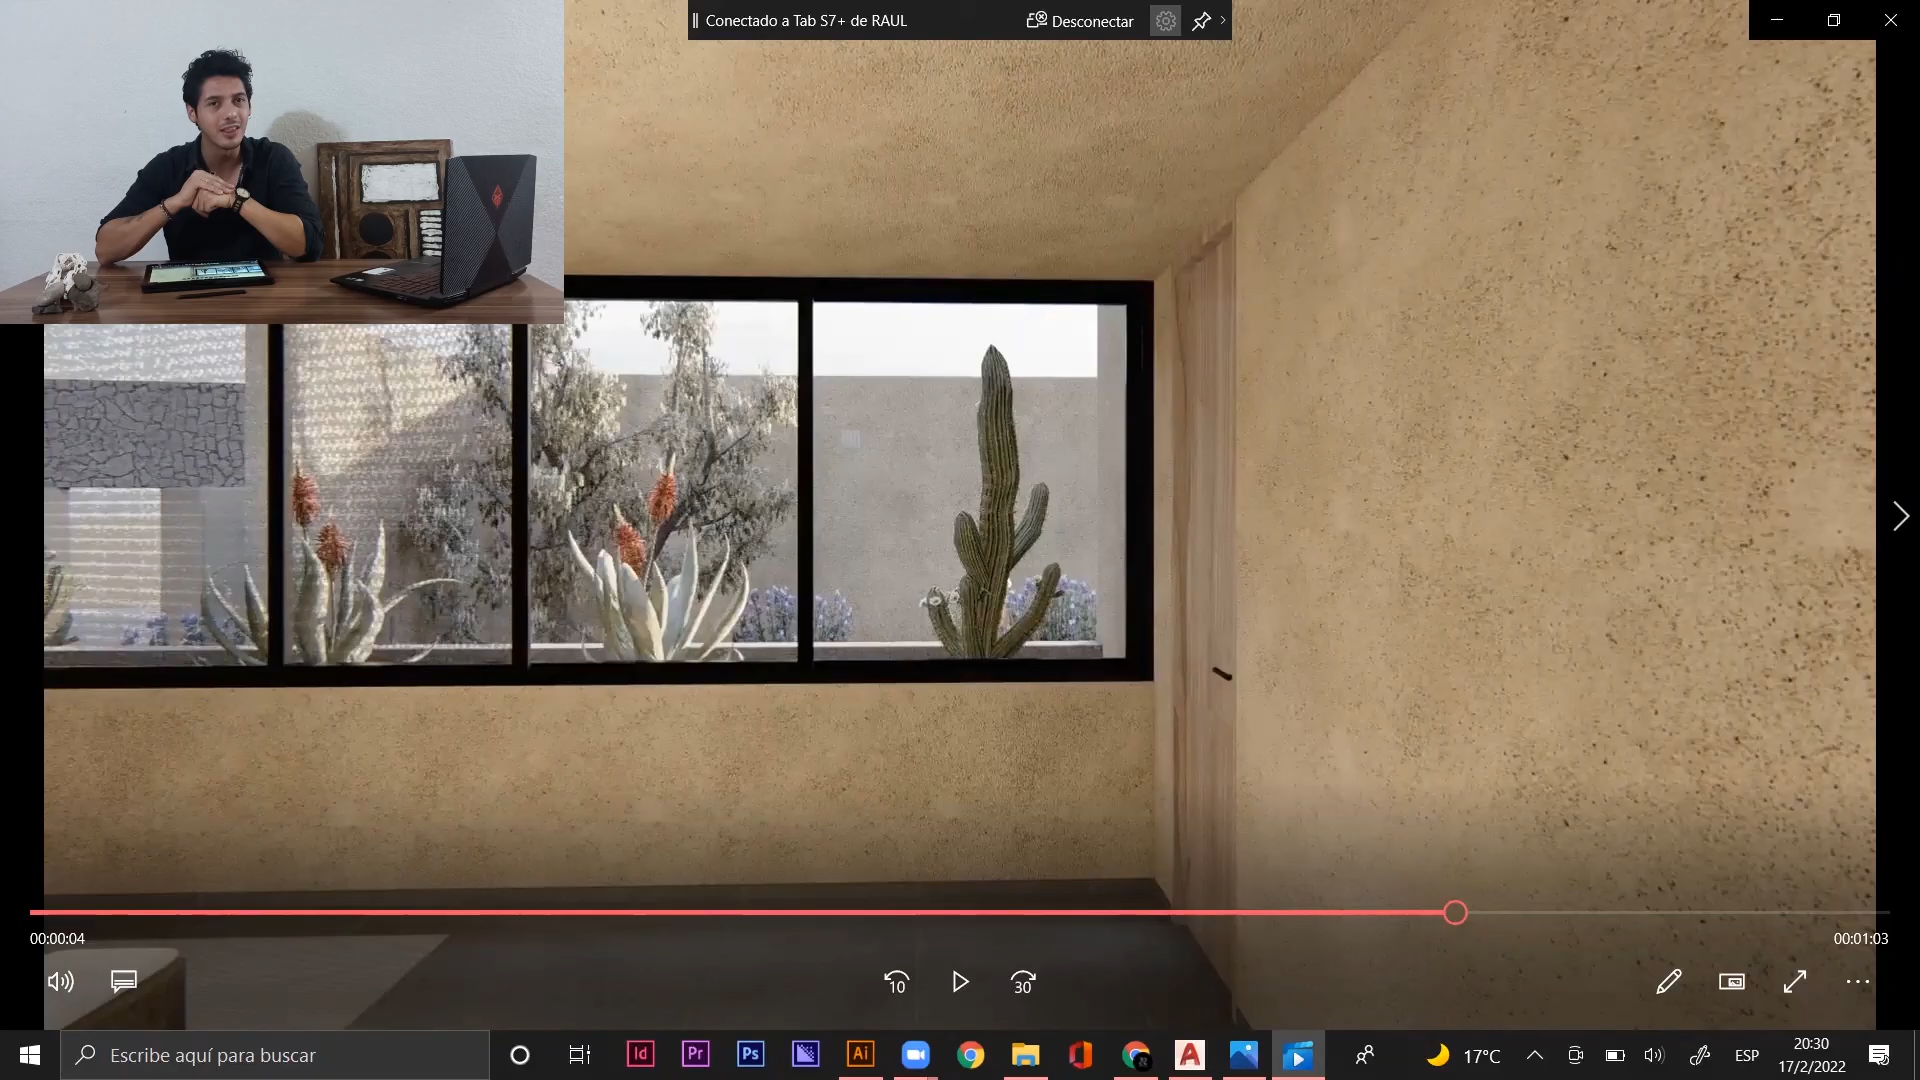 Conectado a Tab S7+ de RAUL
Desconectar
00:00:04
00:01:03
10
30
Escribe aquí para buscar
Id
Pr
Ps
Ai
17°C
ESP
20:30
17/2/2022